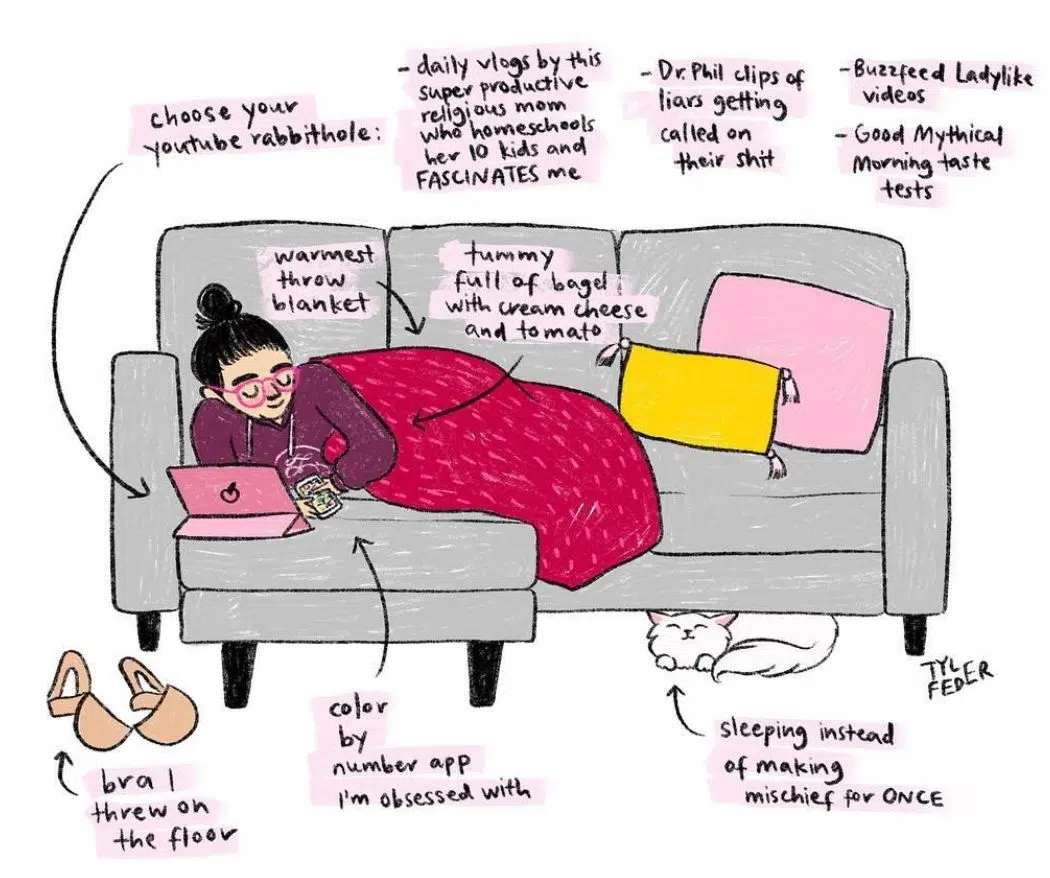 choose your
youtube rabbithole:
- daily vlogs by this
super productive
religious mom
who homeschools
her 10 kids and
FASCINATES me
- Dr. Phil clips of
liars getting
called on
their shit
- Buzzfeed Ladylike
videos
- Good Mythical
Morning taste
tests
warmest
throw
blanket
tummy
full of bagel
with cream cheese
and tomato
TYLER
FEDER
color
by
number app
I'm obsessed with
sleeping instead
of making
mischief for ONCE
bra I
threw on
the floor